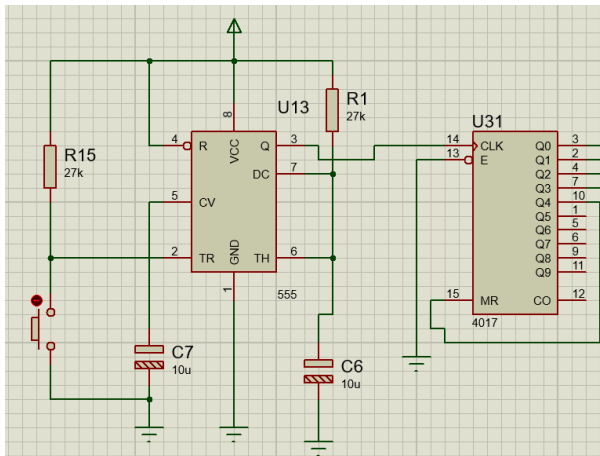 U13
R1
27k
R15
27k
4
8
3
R
VCC
Q
7
DC
5
CV
2
TR
GND
TH
6
1
555
C7
10u
C6
10u
U31
14
CLK
13
E
15
MR
Q0
3
Q1
2
Q2
4
Q3
7
Q4
10
Q5
1
Q6
5
Q7
6
Q8
9
Q9
11
CO
12
4017